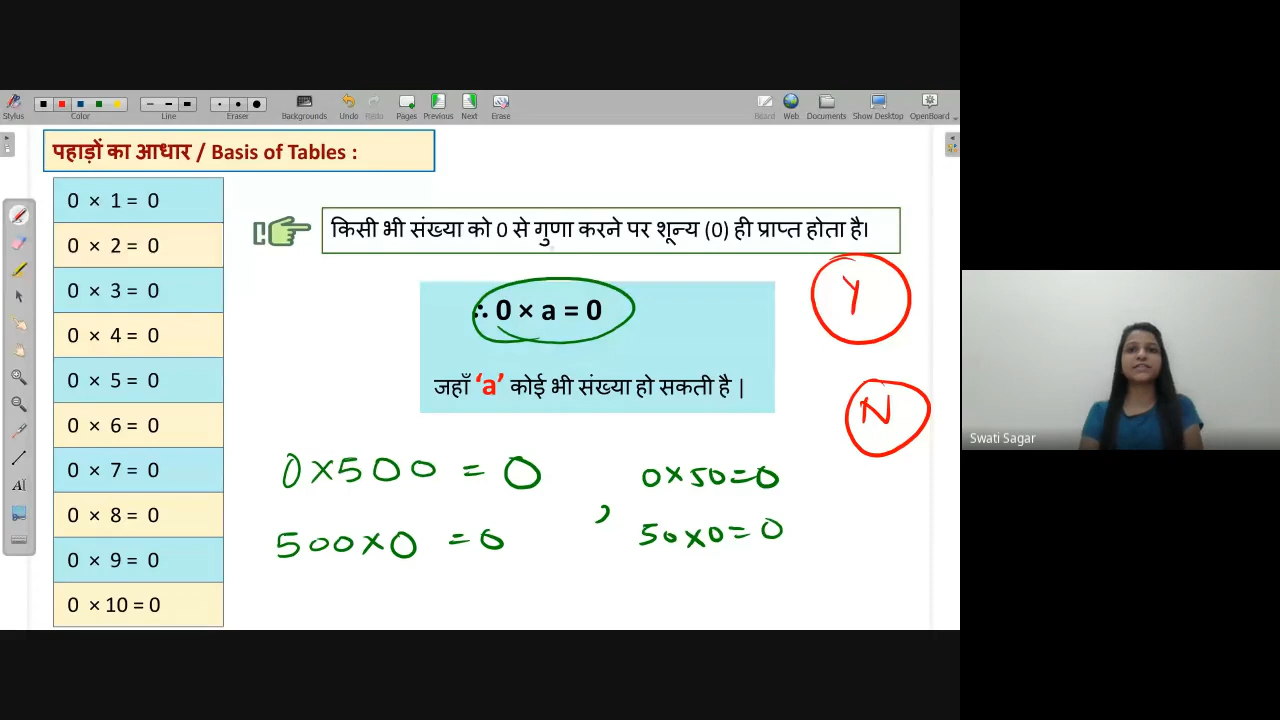 Stylus
Color
Line
Eraser
Backgrounds
Undo
Redo
Pages
Previous
Next
Erase
Board
Web
Documents
Show Desktop
OpenBoard
पहाड़ों का आधार / Basis of Tables :
0 × 1 = 0
0 × 2 = 0
0 × 3 = 0
0 × 4 = 0
0 × 5 = 0
0 × 6 = 0
0 × 7 = 0
0 × 8 = 0
0 × 9 = 0
0 × 10 = 0
किसी भी संख्या को 0 से गुणा करने पर शून्य (0) ही प्राप्त होता है।
∴ 0 × a = 0
जहाँ ‘a’ कोई भी संख्या हो सकती है |
Y
N
0×500 = 0
500×0 = 0
,
0×50=0
50×0=0
AI
Swati Sagar